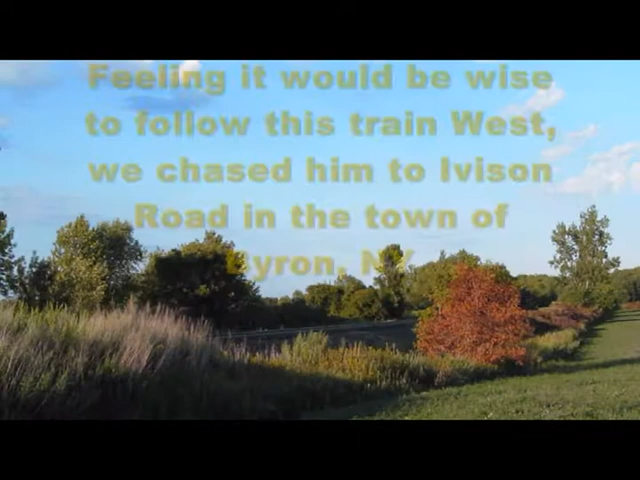 Feeling it would be wise
to follow this train West,
we chased him to Ivison
Road in the town of
Byron, NY